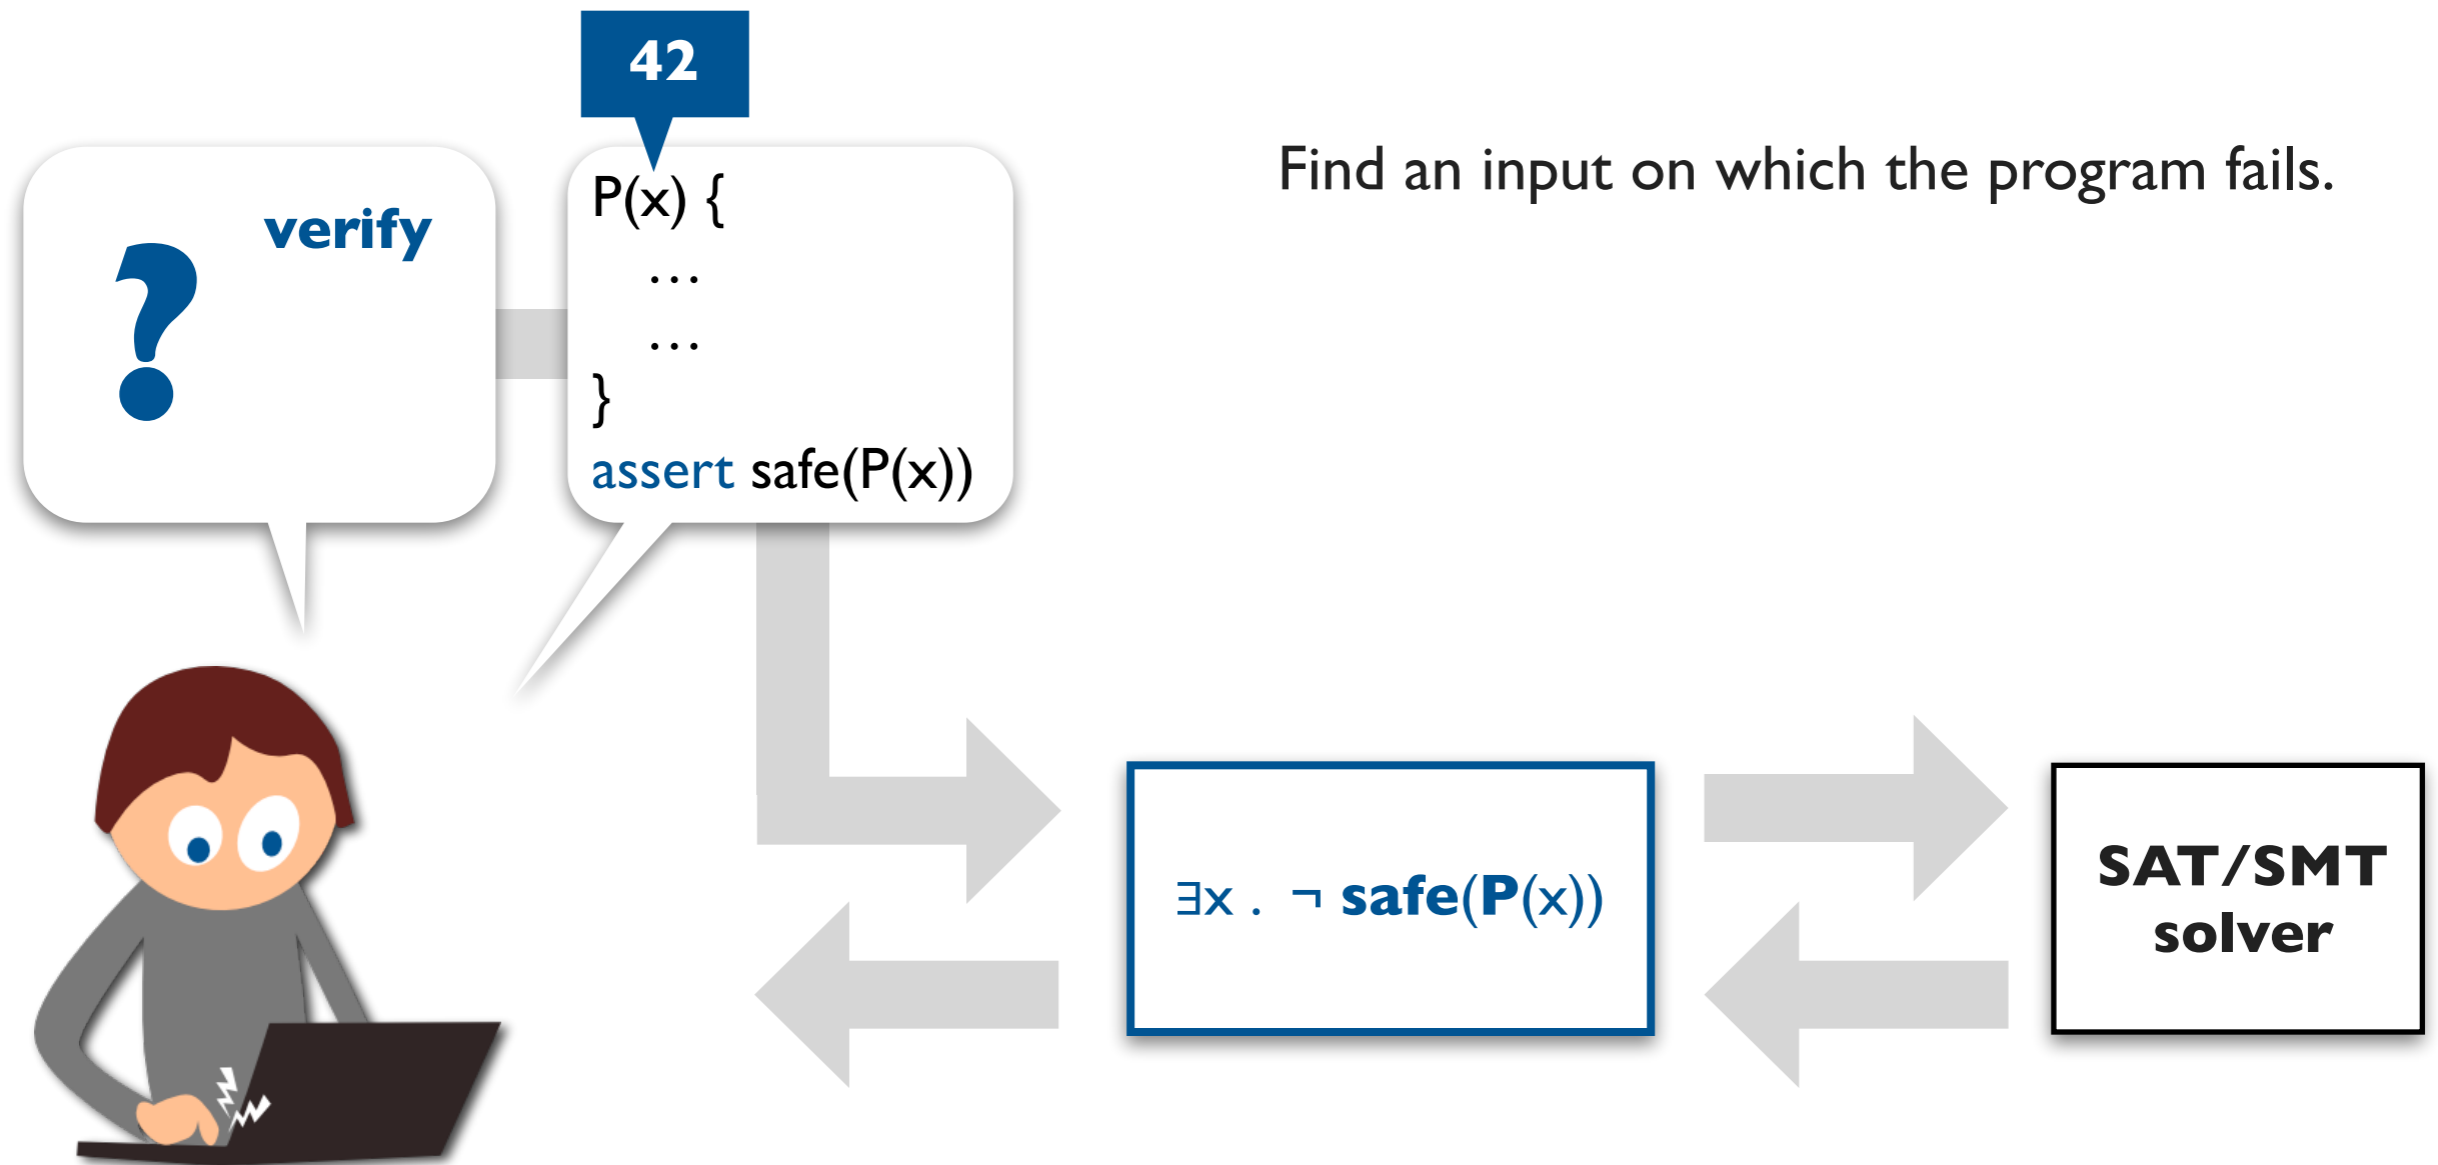 42
Find an input on which the program fails.
verify
?
P(x) {
…
…
}
assert safe(P(x))
∃x . ¬ safe(P(x))
SAT/SMT
solver